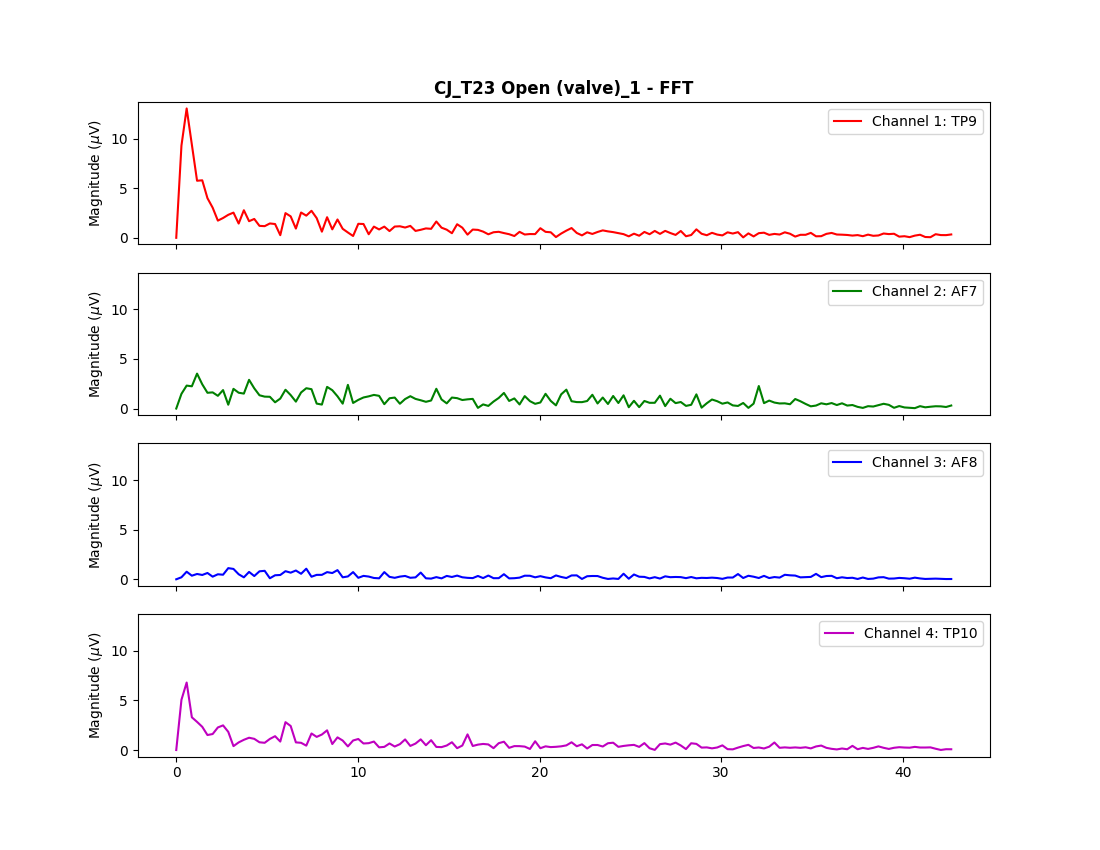 CJ_T23 Open (valve)_1 - FFT
Magnitude (μV)
10
5
0
Channel 1: TP9
Magnitude (μV)
10
5
0
Channel 2: AF7
Magnitude (μV)
10
5
0
Channel 3: AF8
Magnitude (μV)
10
5
0
Channel 4: TP10
0 10 20 30 40